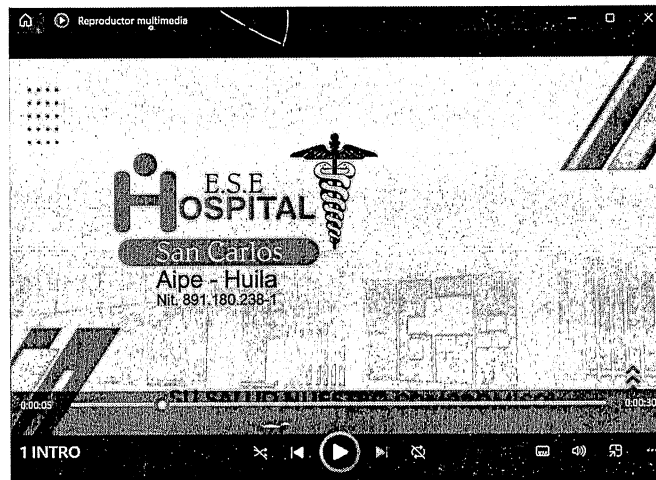 Reproductor multimedia
E.S.E
HOSPITAL
San Carlos
Aipe - Huila
Nit. 891.180.238-1
0:00:05
0:00:30
1 INTRO